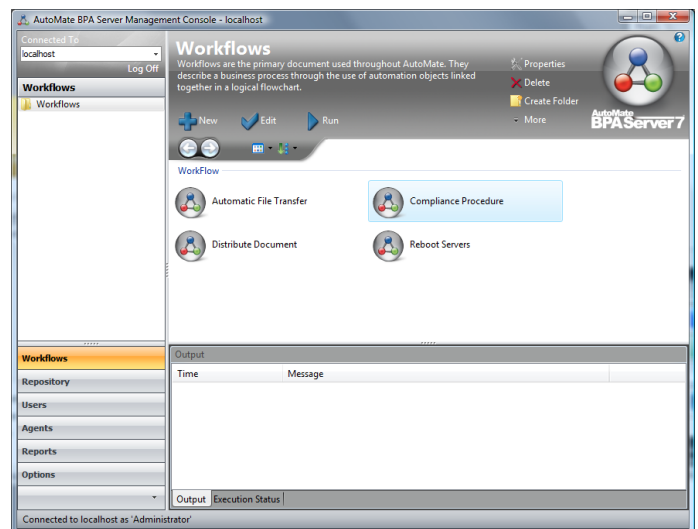 AutoMate BPA Server Management Console - localhost
Connected To
localhost
Log Off
Workflows
Workflows
Workflows
Workflows are the primary document used throughout AutoMate. They
describe a business process through the use of automation objects linked
together in a logical flowchart.
New
Edit
Run
Properties
Delete
Create Folder
More
AutoMate
BPAServer7
WorkFlow
Automatic File Transfer
Compliance Procedure
Distribute Document
Reboot Servers
Workflows
Repository
Users
Agents
Reports
Options
Output
Time Message
Output Execution Status
Connected to localhost as 'Administrator'